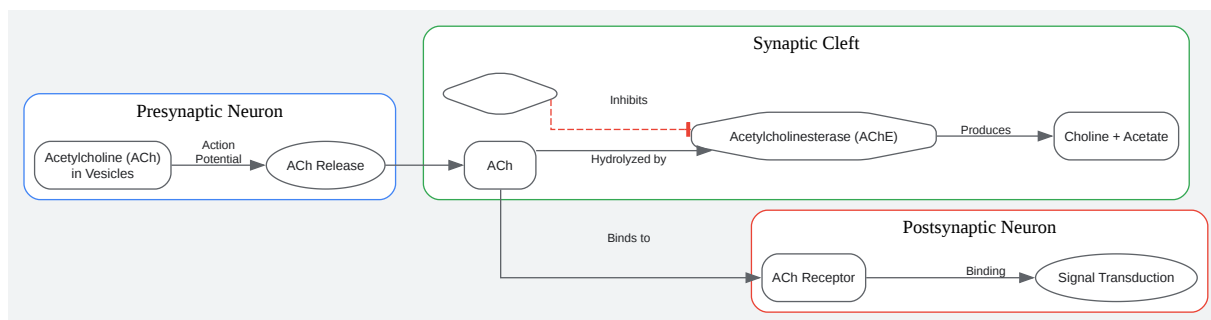 Synaptic Cleft
Inhibits
Presynaptic Neuron
Acetylcholine (ACh)
in Vesicles
Action
Potential
ACh Release
ACh
Hydrolyzed by
Acetylcholinesterase (AChE)
Produces
Choline + Acetate
Binds to
Postsynaptic Neuron
ACh Receptor
Binding
Signal Transduction